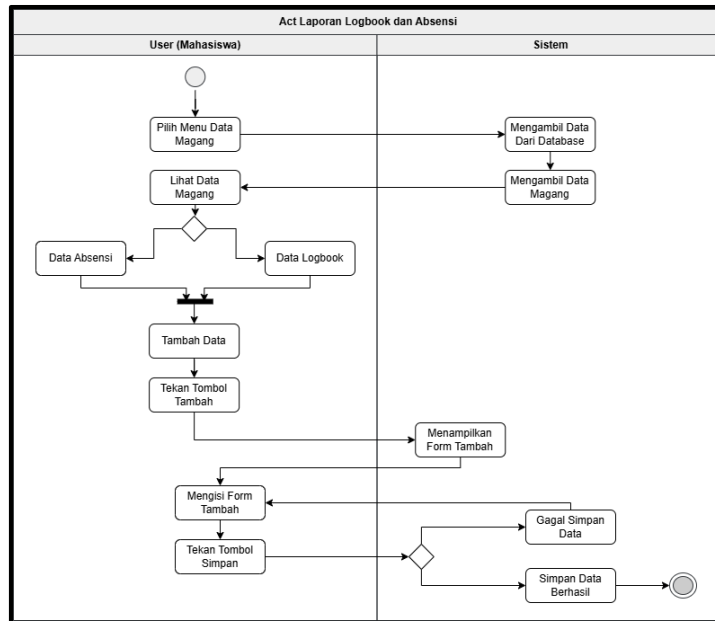 Act Laporan Logbook dan Absensi
User (Mahasiswa)
Sistem
Pilih Menu Data
Magang
Mengambil Data
Dari Database
Lihat Data
Magang
Mengambil Data
Magang
Data Absensi
Data Logbook
Tambah Data
Tekan Tombol
Tambah
Menampilkan
Form Tambah
Mengisi Form
Tambah
Gagal Simpan
Data
Tekan Tombol
Simpan
Simpan Data
Berhasil